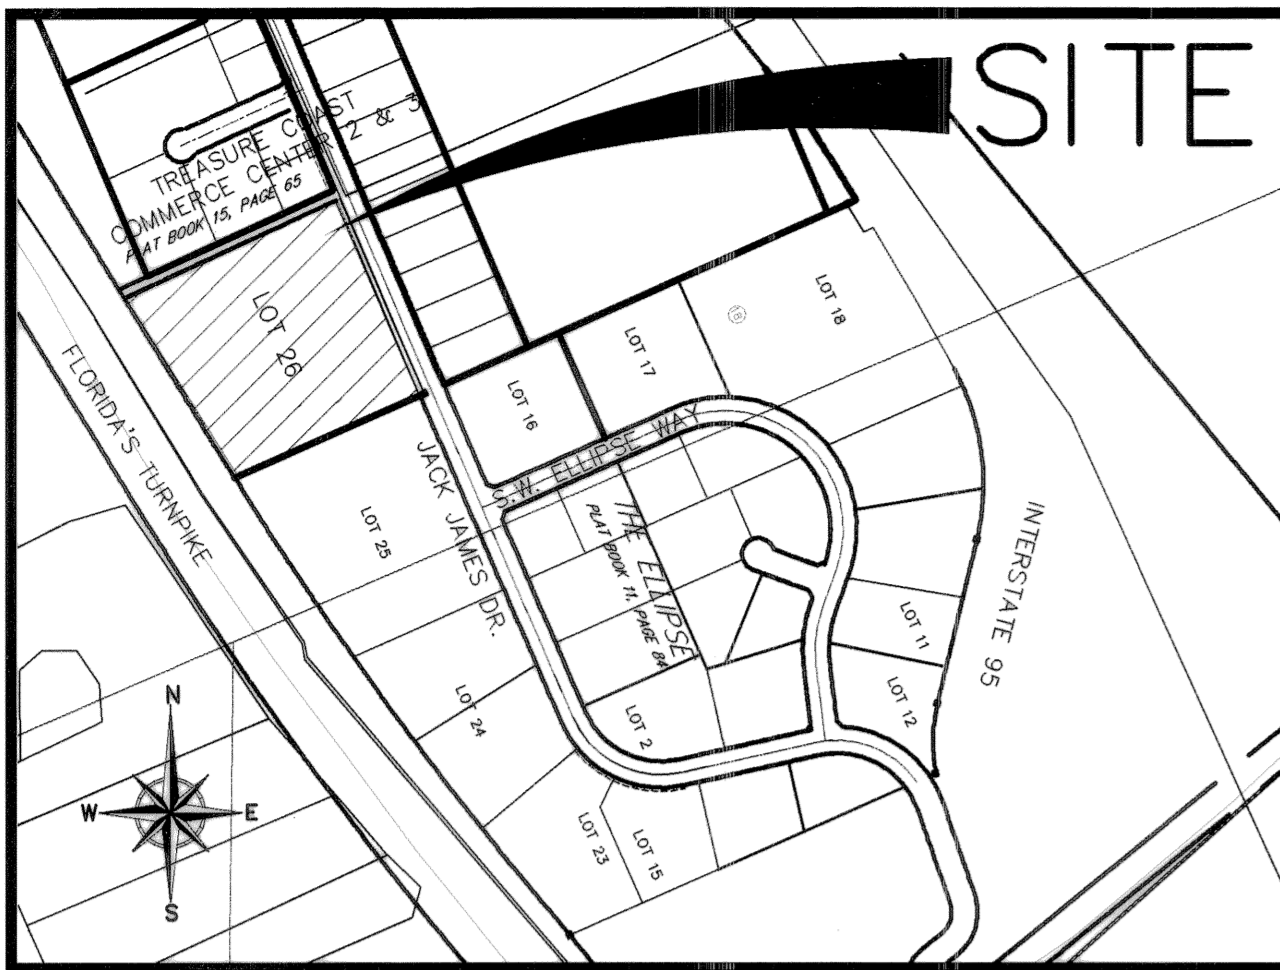 SITE
TREASURE COAST
COMMERCE CENTER 2 & 3
PLAT BOOK 15, PAGE 65
LOT 26
LOT 18
18
LOT 17
LOT 16
FLORIDA'S TURNPIKE
S.W. ELLIPSE WAY
JACK JAMES DR.
LOT 25
THE ELLIPSE
PLAT BOOK 11, PAGE 84
INTERSTATE 95
LOT 11
LOT 12
LOT 24
LOT 2
LOT 23
LOT 15
N
W
E
S